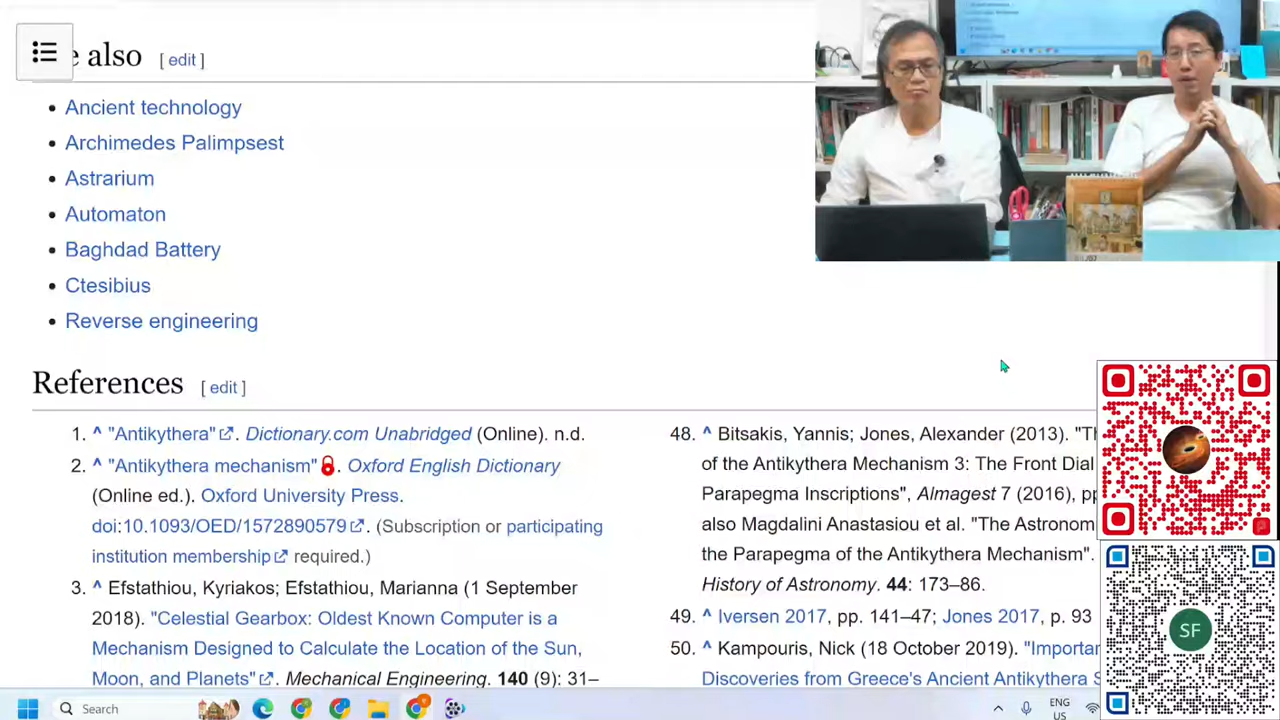 e also [ edit ]
• Ancient technology
• Archimedes Palimpsest
• Astrarium
• Automaton
• Baghdad Battery
• Ctesibius
• Reverse engineering
References [ edit ]
1. ^ "Antikythera". Dictionary.com Unabridged (Online). n.d.
2. ^ "Antikythera mechanism". Oxford English Dictionary
(Online ed.). Oxford University Press.
doi:10.1093/OED/1572890579. (Subscription or participating
institution membership required.)
3. ^ Efstathiou, Kyriakos; Efstathiou, Marianna (1 September
2018). "Celestial Gearbox: Oldest Known Computer is a
Mechanism Designed to Calculate the Location of the Sun,
Moon, and Planets". Mechanical Engineering. 140 (9): 31–
48. ^ Bitsakis, Yannis; Jones, Alexander (2013). "Th
of the Antikythera Mechanism 3: The Front Dial
Parapegma Inscriptions", Almagest 7 (2016), pp
also Magdalini Anastasiou et al. "The Astronom
the Parapegma of the Antikythera Mechanism".
History of Astronomy. 44: 173–86.
49. ^ Iversen 2017, pp. 141–47; Jones 2017, p. 93
50. ^ Kampouris, Nick (18 October 2019). "Importan
Discoveries from Greece's Ancient Antikythera S
SF
Search
ENG
US